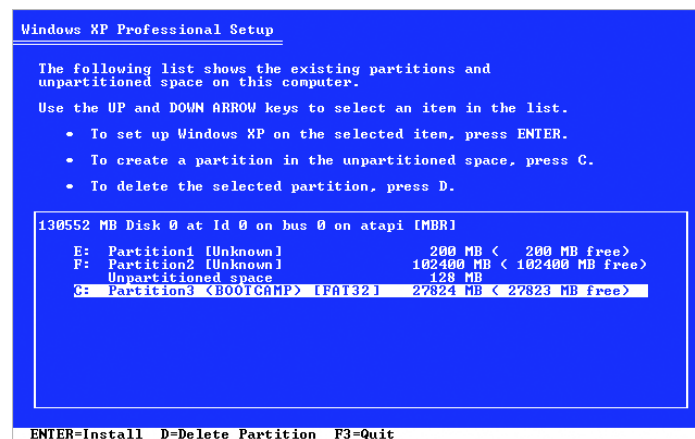 Windows XP Professional Setup
The following list shows the existing partitions and
unpartitioned space on this computer.
Use the UP and DOWN ARROW keys to select an item in the list.
• To set up Windows XP on the selected item, press ENTER.
• To create a partition in the unpartitioned space, press C.
• To delete the selected partition, press D.
130552 MB Disk 0 at Id 0 on bus 0 on atapi [MBR]
E: Partition1 [Unknown] 200 MB ( 200 MB free)
F: Partition2 [Unknown] 102400 MB ( 102400 MB free)
Unpartitioned space 128 MB
C: Partition3 (BOOTCAMP) [FAT32] 27824 MB ( 27823 MB free)
ENTER=Install D=Delete Partition F3=Quit